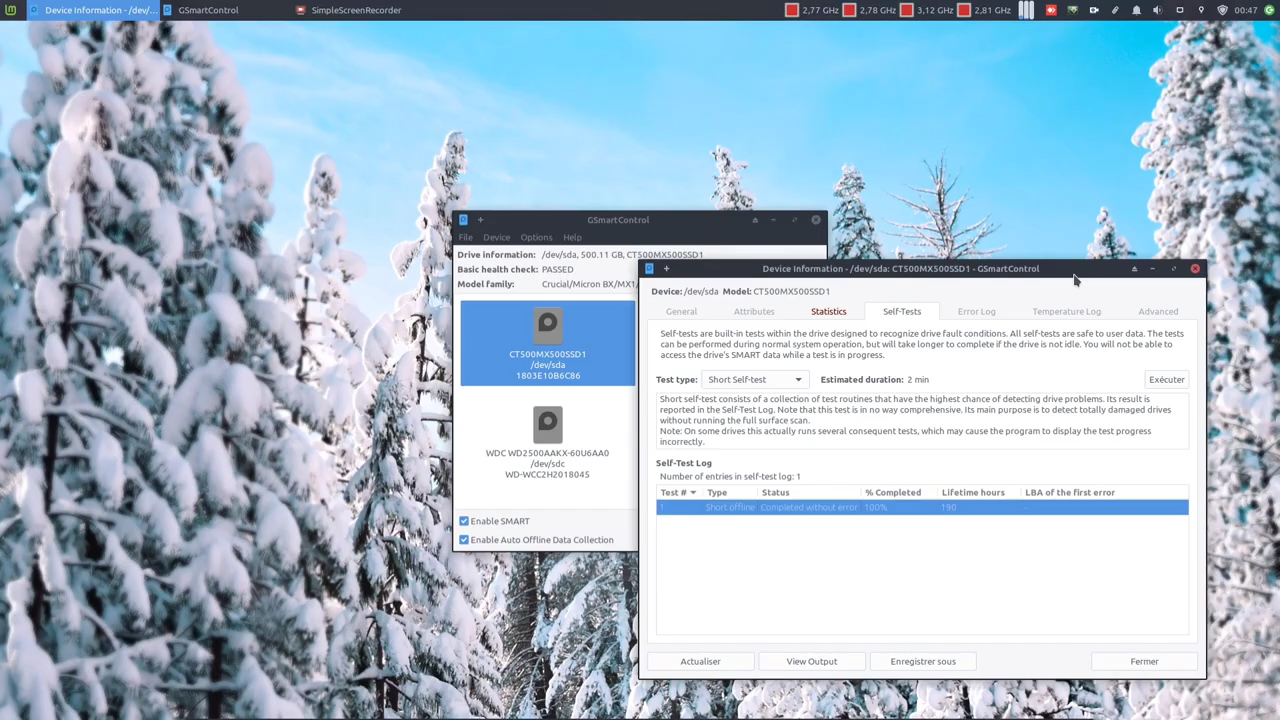 Device Information - /dev/...
GSmartControl
SimpleScreenRecorder
2,77 GHz
2,78 GHz
3,12 GHz
2,81 GHz
00:47
GSmartControl
File Device Options Help
Drive information: /dev/sda, 500.11 GB, CT500MX500SSD1
Basic health check: PASSED
Model family: Crucial/Micron BX/MX1/
CT500MX500SSD1
/dev/sda
1803E10B6C86
WDC WD2500AAKX-60U6AA0
/dev/sdc
WD-WCC2H2018045
Enable SMART
Enable Auto Offline Data Collection
Device Information - /dev/sda: CT500MX500SSD1 - GSmartControl
Device: /dev/sda Model: CT500MX500SSD1
General Attributes Statistics Self-Tests Error Log Temperature Log Advanced
Self-tests are built-in tests within the drive designed to recognize drive fault conditions. All self-tests are safe to user data. The tests
can be performed during normal system operation, but will take longer to complete if the drive is not idle. You will not be able to
access the drive's SMART data while a test is in progress.
Test type: Short Self-test Estimated duration: 2 min Exécuter
Short self-test consists of a collection of test routines that have the highest chance of detecting drive problems. Its result is
reported in the Self-Test Log. Note that this test is in no way comprehensive. Its main purpose is to detect totally damaged drives
without running the full surface scan.
Note: On some drives this actually runs several consequent tests, which may cause the program to display the test progress
incorrectly.
Self-Test Log
Number of entries in self-test log: 1
Test # Type Status % Completed Lifetime hours LBA of the first error
1 Short offline Completed without error 100% 190 -
Actualiser View Output Enregistrer sous Fermer